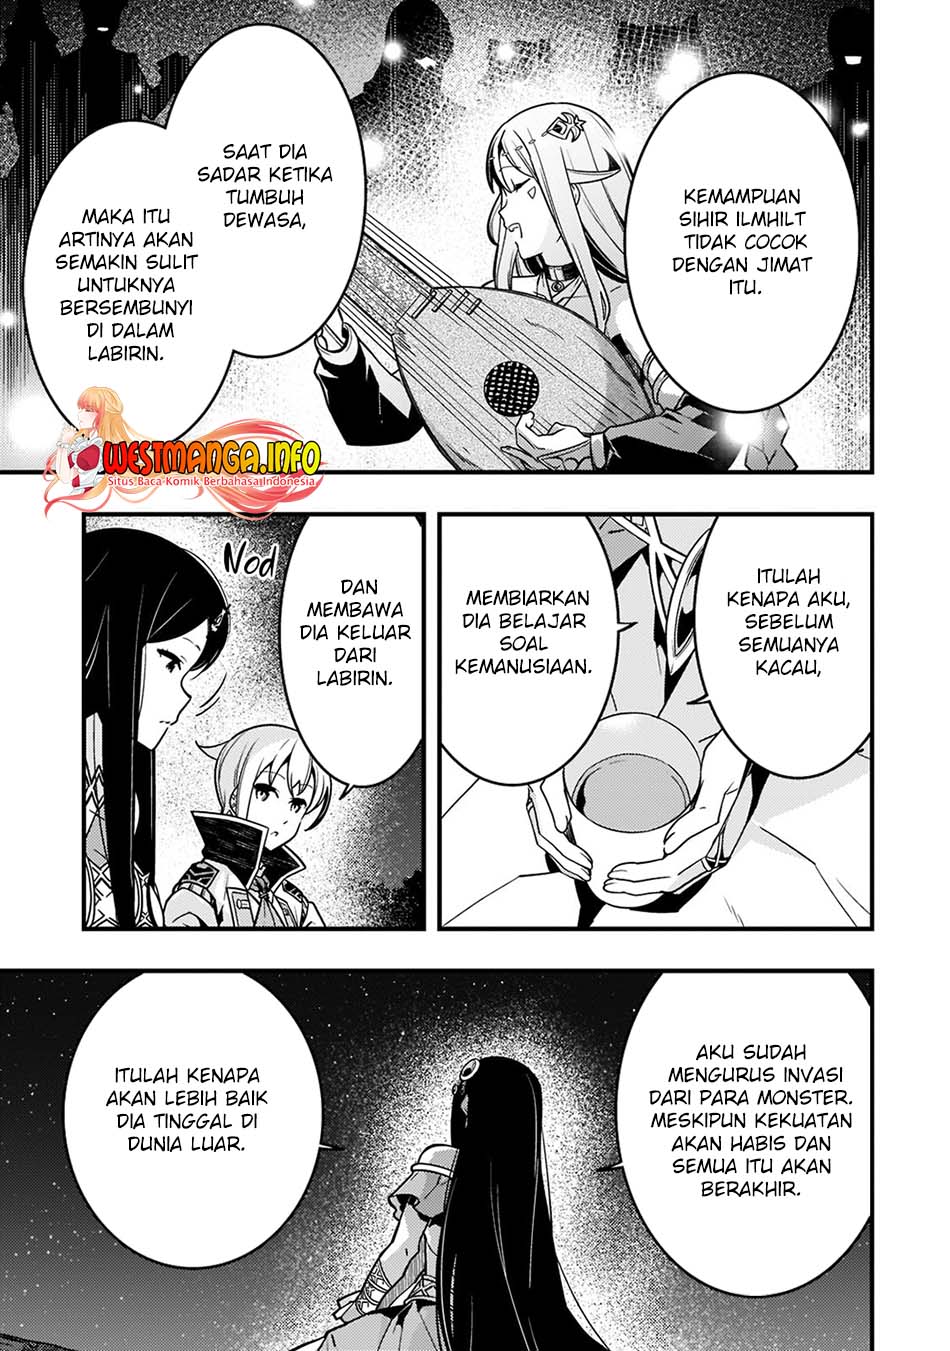 KEMAMPUAN
SIHIR ILMHILT
TIDAK COCOK
DENGAN JIMAT
ITU.
SAAT DIA
SADAR KETIKA
TUMBUH
DEWASA,
MAKA ITU
ARTINYA AKAN
SEMAKIN SULIT
UNTUKNYA
BERSEMBUNYI
DI DALAM
LABIRIN.
WESTMANGA.INFO
Situs Baca Komik Berbahasa Indonesia
ITULAH
KENAPA AKU,
SEBELUM
SEMUANYA
KACAU,
MEMBIARKAN
DIA BELAJAR
SOAL
KEMANUSIAAN.
DAN
MEMBAWA
DIA KELUAR
DARI
LABIRIN.
Nod
AKU SUDAH
MENGURUS INVASI
DARI PARA MONSTER.
MESKIPUN KEKUATAN
AKAN HABIS DAN
SEMUA ITU AKAN
BERAKHIR.
ITULAH KENAPA
AKAN LEBIH BAIK
DIA TINGGAL DI
DUNIA LUAR.